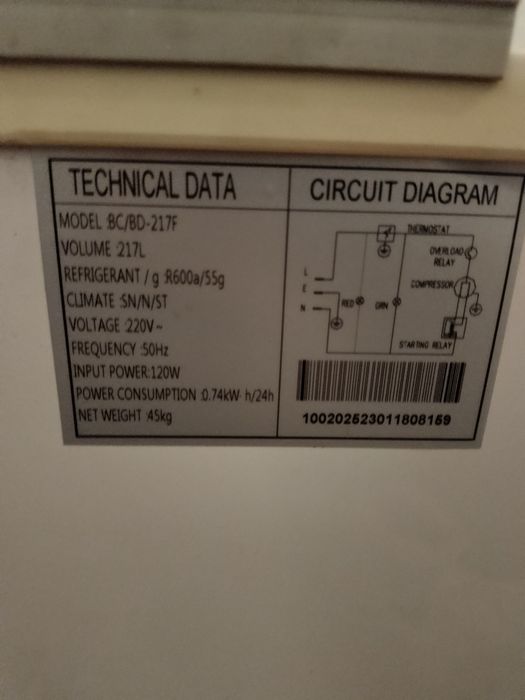 TECHNICAL DATA
MODEL :BC/BD-217F
VOLUME :217L
REFRIGERANT / g :R600a/55g
CLIMATE :SN/N/ST
VOLTAGE :220V~
FREQUENCY :50Hz
INPUT POWER:120W
POWER CONSUMPTION :0.74kW·h/24h
NET WEIGHT :45kg
CIRCUIT DIAGRAM
THERMOSTAT
OVERLOAD
RELAY
L
COMPRESSOR
E
RED
GRN
N
STARTING RELAY
100202523011808159